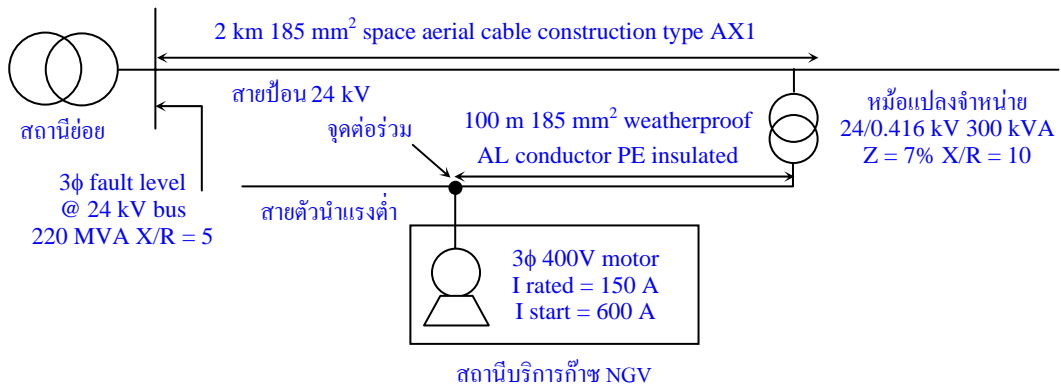 2 km 185 mm² space aerial cable construction type AX1
สายป้อน 24 kV
สถานีย่อย
จุดต่อร่วม
100 m 185 mm² weatherproof
AL conductor PE insulated
หม้อแปลงจำหน่าย
24/0.416 kV 300 kVA
Z = 7% X/R = 10
3ϕ fault level
@ 24 kV bus
220 MVA X/R = 5
สายตัวนำแรงต่ำ
3ϕ 400V motor
I rated = 150 A
I start = 600 A
สถานีบริการก๊าซ NGV